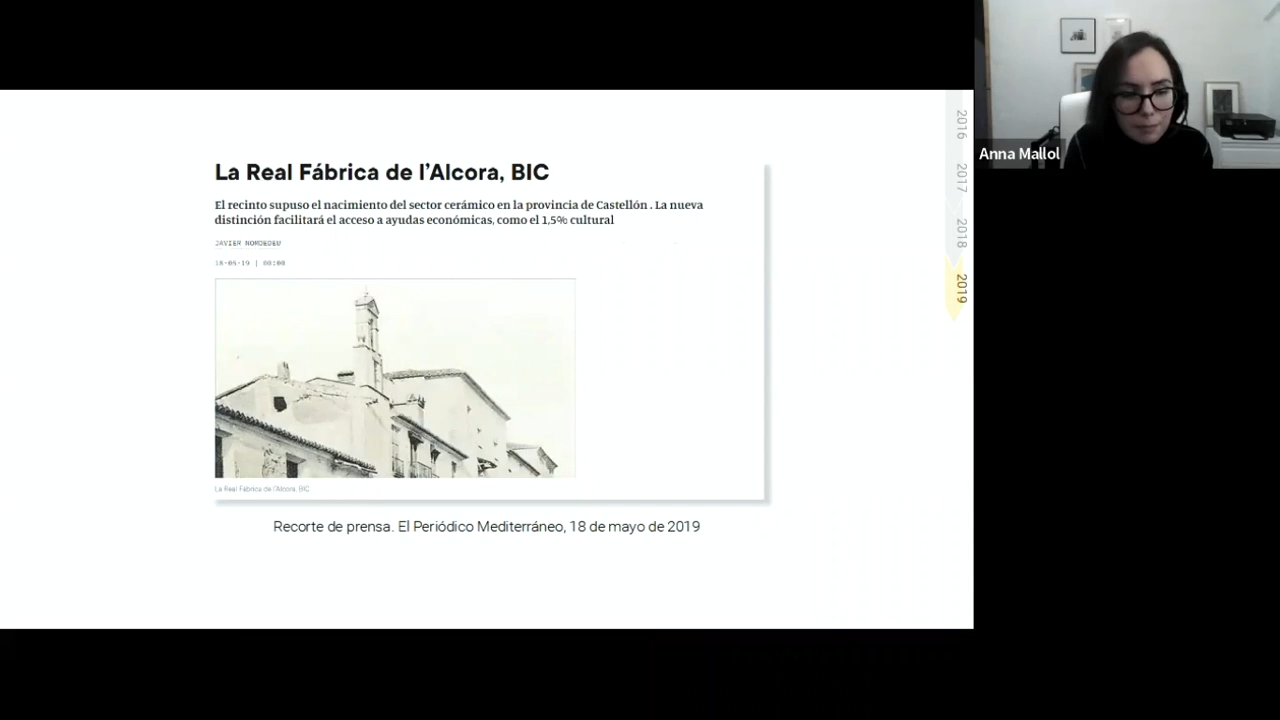 La Real Fábrica de l'Alcora, BIC
El recinto supuso el nacimiento del sector cerámico en la provincia de Castellón . La nueva
distinción facilitará el acceso a ayudas económicas, como el 1,5% cultural
JAVIER NOMDEDEU
18-05-19 | 00:00
La Real Fábrica de l'Alcora, BIC
Recorte de prensa. El Periódico Mediterráneo, 18 de mayo de 2019
2016
2017
2018
2019
Anna Mallol